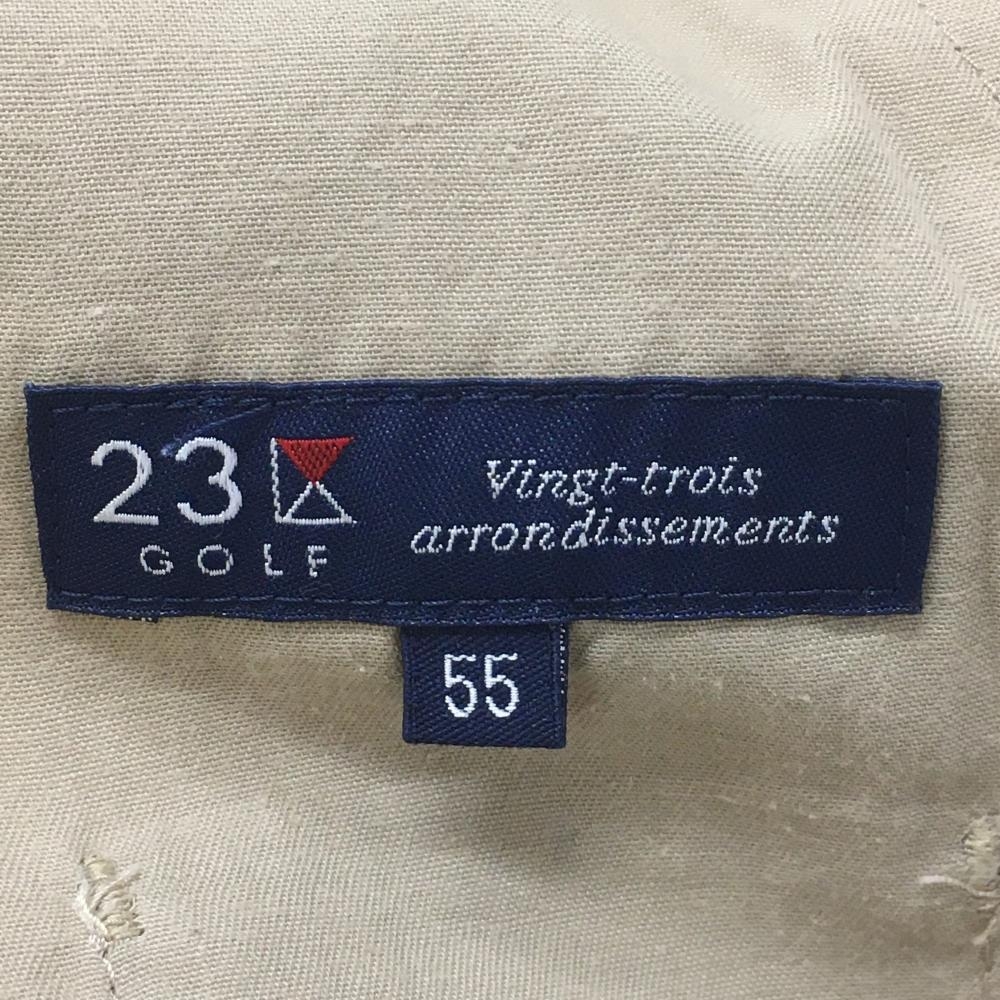 23
GOLF
Vingt-trois
arrondissements
55